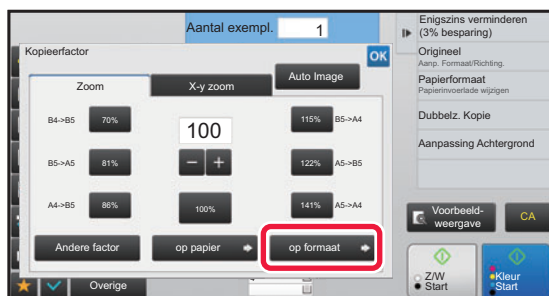 Aantal exempl. 1
Kopieerfactor
OK
Zoom
X-y zoom
Auto Image
B4->B5 70%
100
115% B5->A4
B5->A5 81%
− +
122% A5->B5
A4->B5 86%
100%
141% A5->A4
Andere factor
op papier
op formaat
Overige
Enigszins verminderen
(3% besparing)
Origineel
Aanp. Formaat/Richting.
Papierformaat
Papierinvoerlade wijzigen
Dubbelz. Kopie
Aanpassing Achtergrond
Voorbeeld-
weergave
CA
Z/W
Start
Kleur
Start